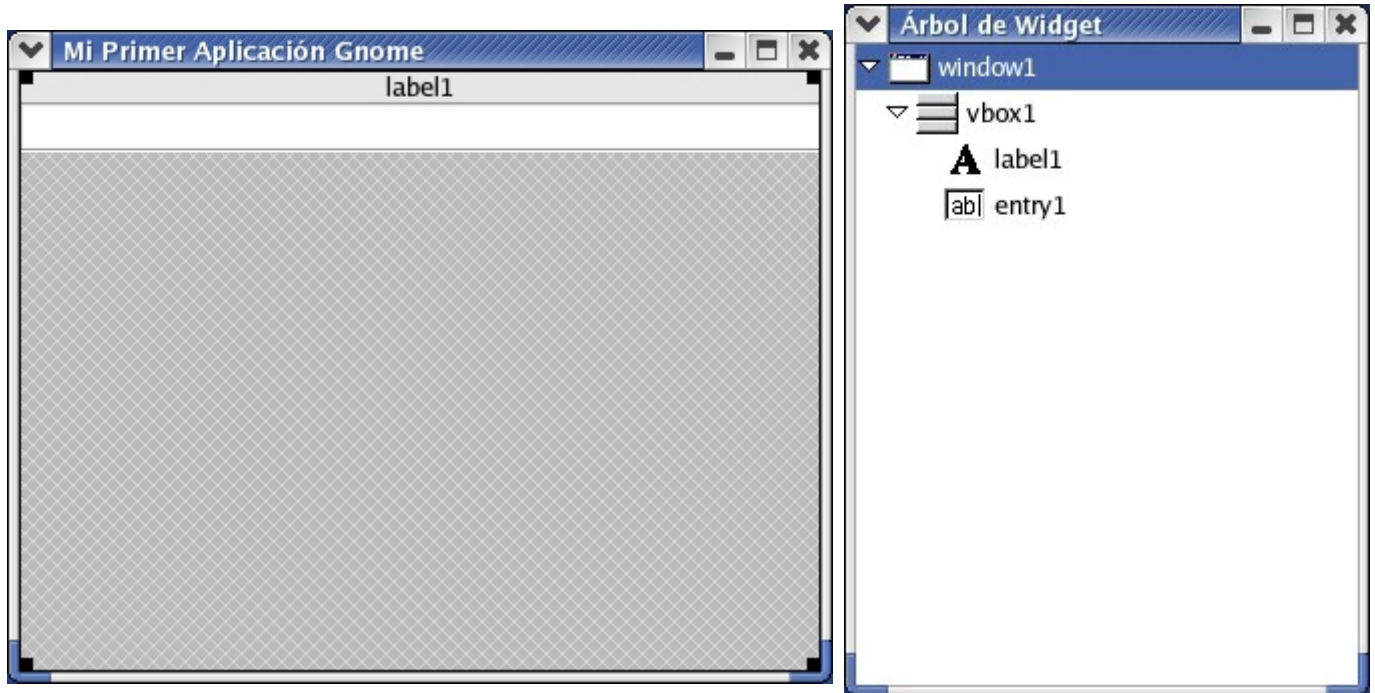 Mi Primer Aplicación Gnome
label1
Árbol de Widget
window1
vbox1
A label1
ab entry1